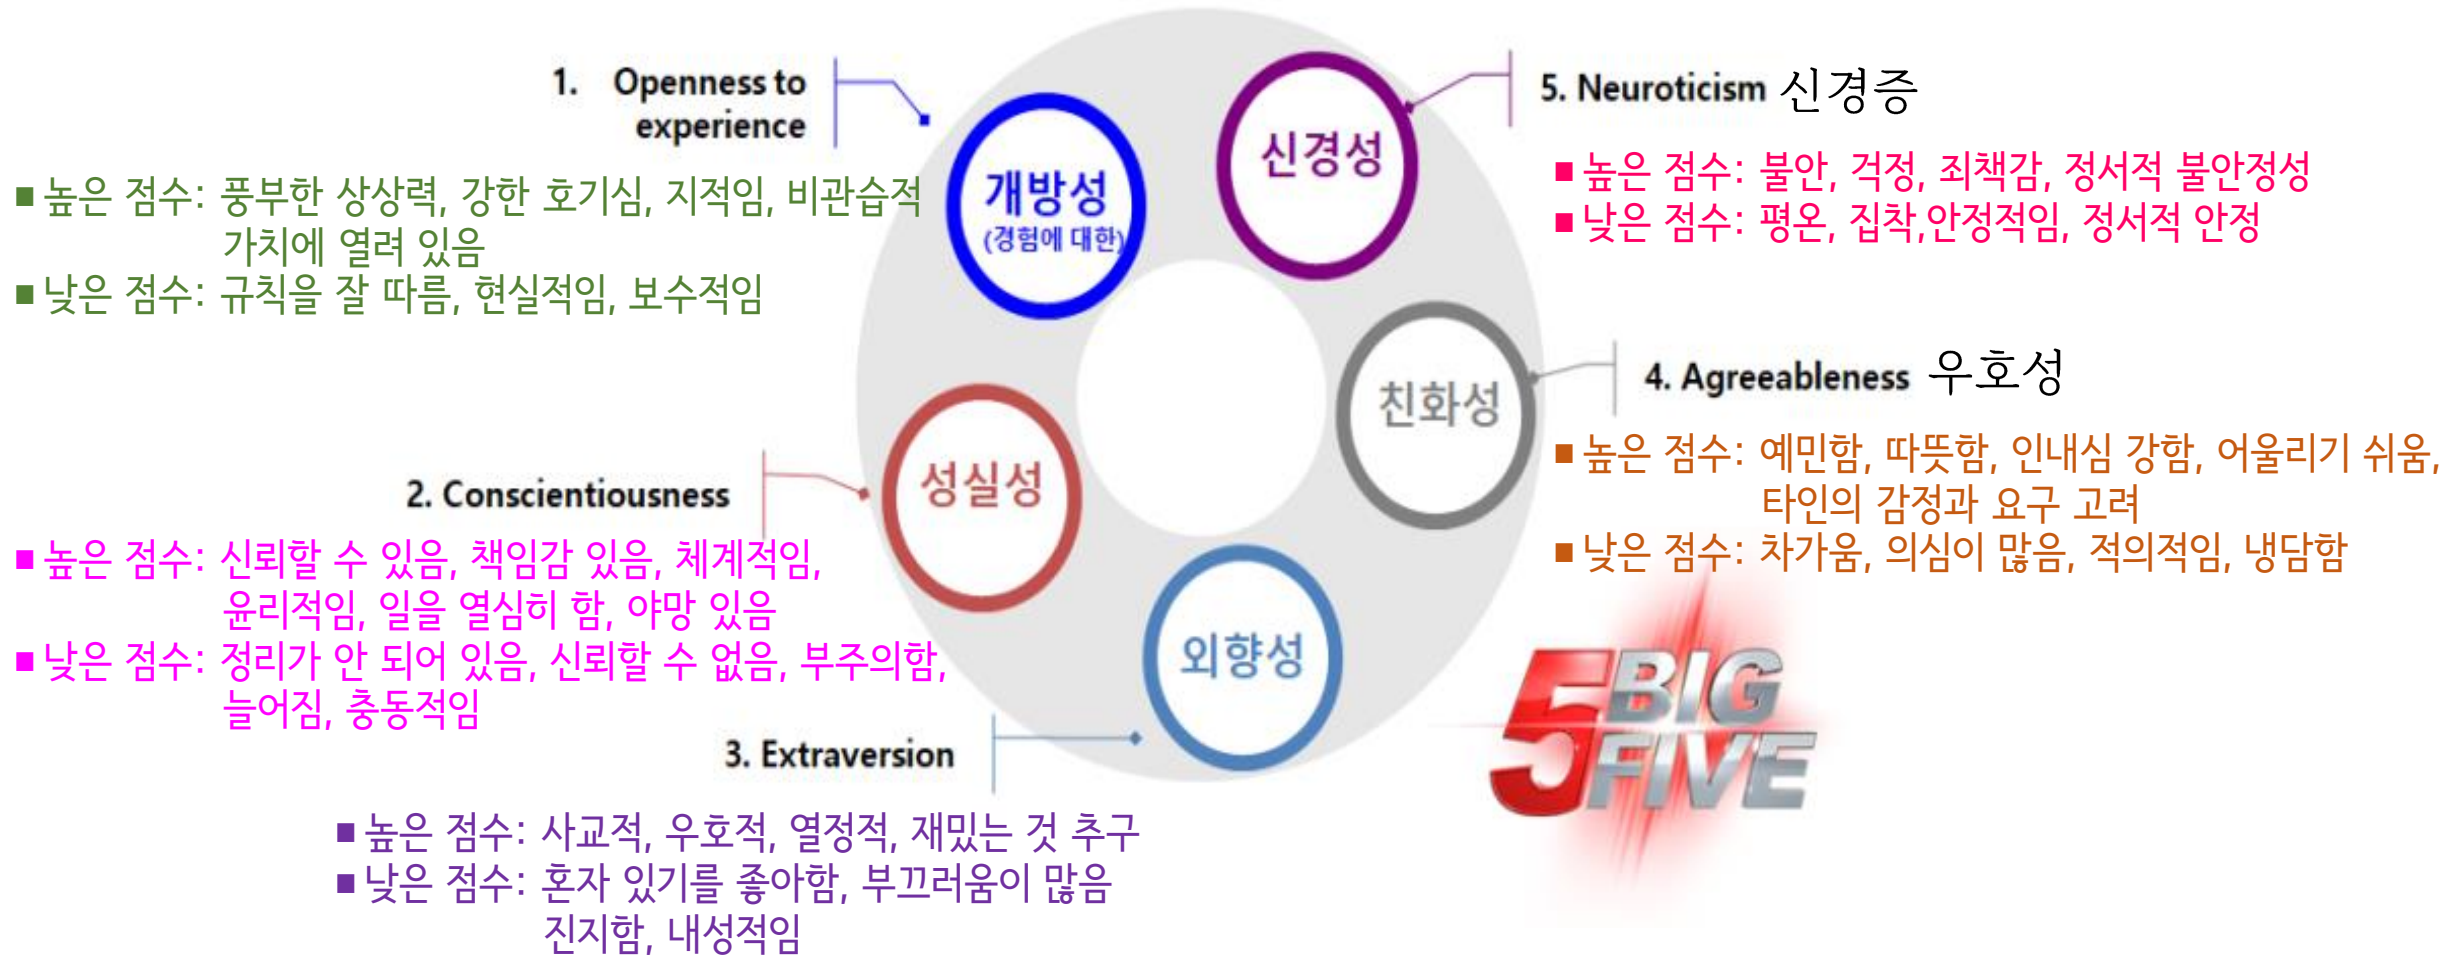 1. Openness to
experience
■ 높은 점수: 풍부한 상상력, 강한 호기심, 지적임, 비관습적
가치에 열려 있음
■ 낮은 점수: 규칙을 잘 따름, 현실적임, 보수적임
개방성
(경험에 대한)
2. Conscientiousness
■ 높은 점수: 신뢰할 수 있음, 책임감 있음, 체계적임,
윤리적임, 일을 열심히 함, 야망 있음
■ 낮은 점수: 정리가 안 되어 있음, 신뢰할 수 없음, 부주의함,
늘어짐, 충동적임
성실성
3. Extraversion
■ 높은 점수: 사교적, 우호적, 열정적, 재밌는 것 추구
■ 낮은 점수: 혼자 있기를 좋아함, 부끄러움이 많음
진지함, 내성적임
외향성
4. Agreeableness 우호성
■ 높은 점수: 예민함, 따뜻함, 인내심 강함, 어울리기 쉬움,
타인의 감정과 요구 고려
■ 낮은 점수: 차가움, 의심이 많음, 적의적임, 냉담함
친화성
5. Neuroticism 신경증
■ 높은 점수: 불안, 걱정, 죄책감, 정서적 불안정성
■ 낮은 점수: 평온, 집착,안정적임, 정서적 안정
신경성
5 BIG
FIVE